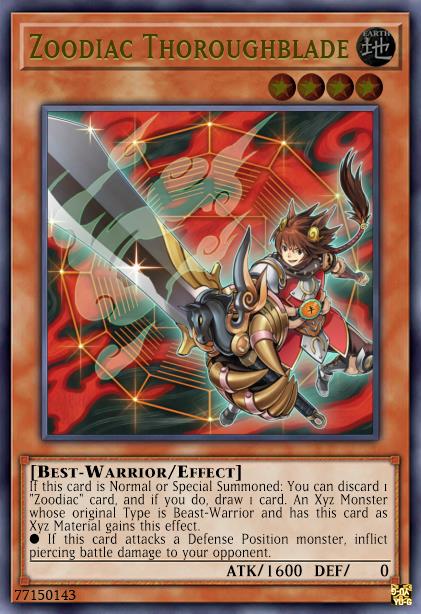 ZOODIAC THOROUGHBLADE
EARTH
地
[BEST-WARRIOR/EFFECT]
If this card is Normal or Special Summoned: You can discard 1
"Zoodiac" card, and if you do, draw 1 card. An Xyz Monster
whose original Type is Beast-Warrior and has this card as
Xyz Material gains this effect.
● If this card attacks a Defense Position monster, inflict
piercing battle damage to your opponent.
ATK/1600 DEF/ 0
77150143